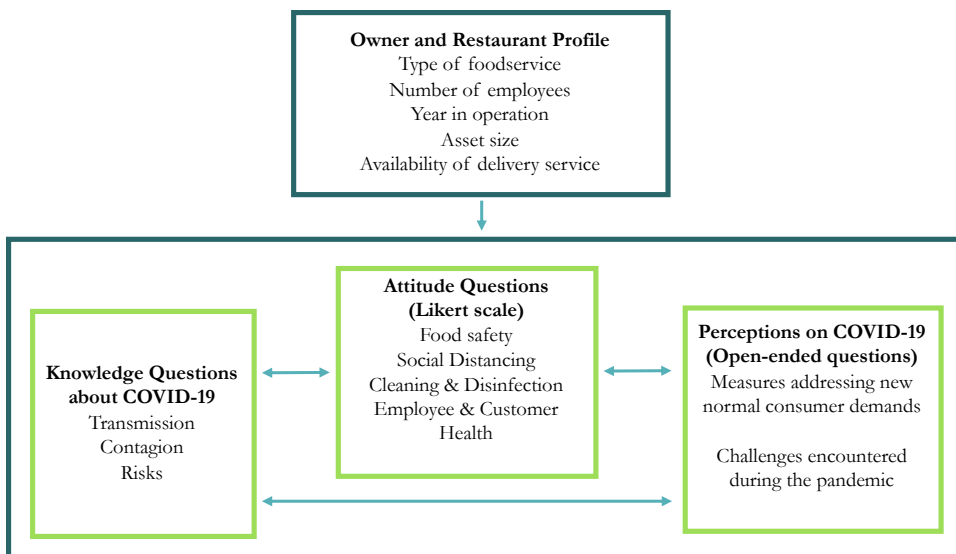 Owner and Restaurant Profile
Type of foodservice
Number of employees
Year in operation
Asset size
Availability of delivery service
Knowledge Questions
about COVID-19
Transmission
Contagion
Risks
Attitude Questions
(Likert scale)
Food safety
Social Distancing
Cleaning & Disinfection
Employee & Customer
Health
Perceptions on COVID-19
(Open-ended questions)
Measures addressing new
normal consumer demands
Challenges encountered
during the pandemic